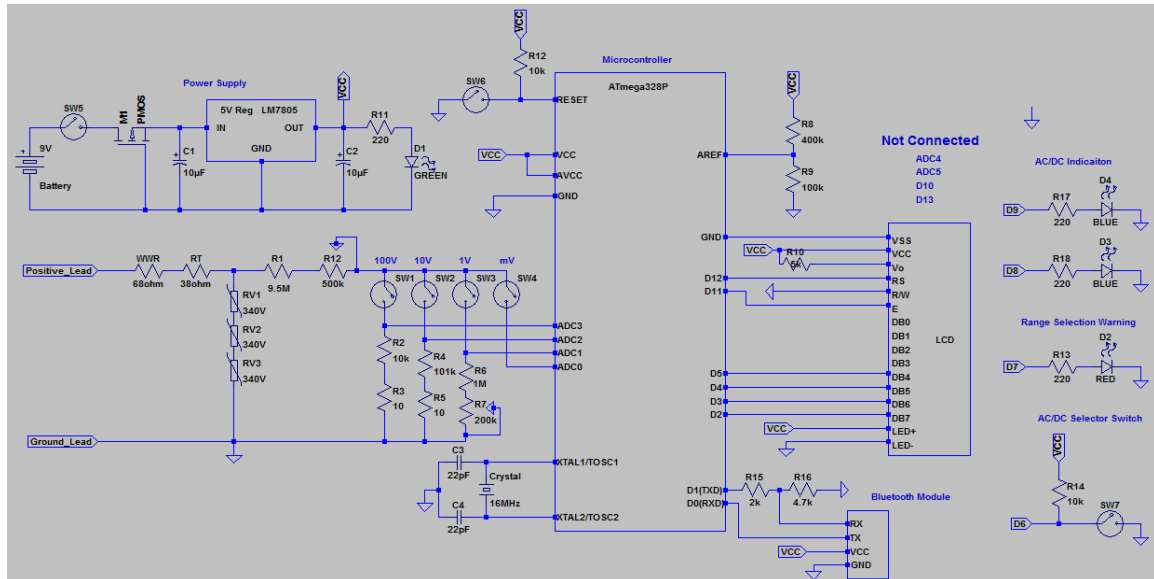 Power Supply
SW5
M1
PMOS
9V
Battery
C1
10µF
5V Reg LM7805
IN
OUT
GND
VCC
R11
220
C2
10µF
D1
GREEN
VCC
R12
10k
SW6
Microcontroller
ATmega328P
RESET
VCC
VCC
AVCC
GND
AREF
VCC
R8
400k
R9
100k
Not Connected
ADC4
ADC5
D10
D13
AC/DC Indicaiton
D9
R17
220
D4
BLUE
D8
R18
220
D3
BLUE
Range Selection Warning
D7
R13
220
D2
RED
AC/DC Selector Switch
VCC
R14
10k
D6
SW7
Positive_Lead
WWR
68ohm
RT
38ohm
R1
9.5M
R12
500k
RV1
340V
RV2
340V
RV3
340V
Ground_Lead
100V
10V
1V
mV
SW1
SW2
SW3
SW4
R2
10k
R3
10
R4
101k
R5
10
R6
1M
R7
200k
ADC3
ADC2
ADC1
ADC0
C3
22pF
C4
22pF
Crystal
16MHz
XTAL1/TOSC1
XTAL2/TOSC2
GND
D12
D11
D5
D4
D3
D2
VCC
R10
5k
VSS
VCC
Vo
RS
R/W
E
DB0
DB1
DB2
DB3
DB4
DB5
DB6
DB7
LED+
LED-
LCD
VCC
D1(TXD)
D0(RXD)
R15
2k
R16
4.7k
Bluetooth Module
RX
TX
VCC
GND
VCC